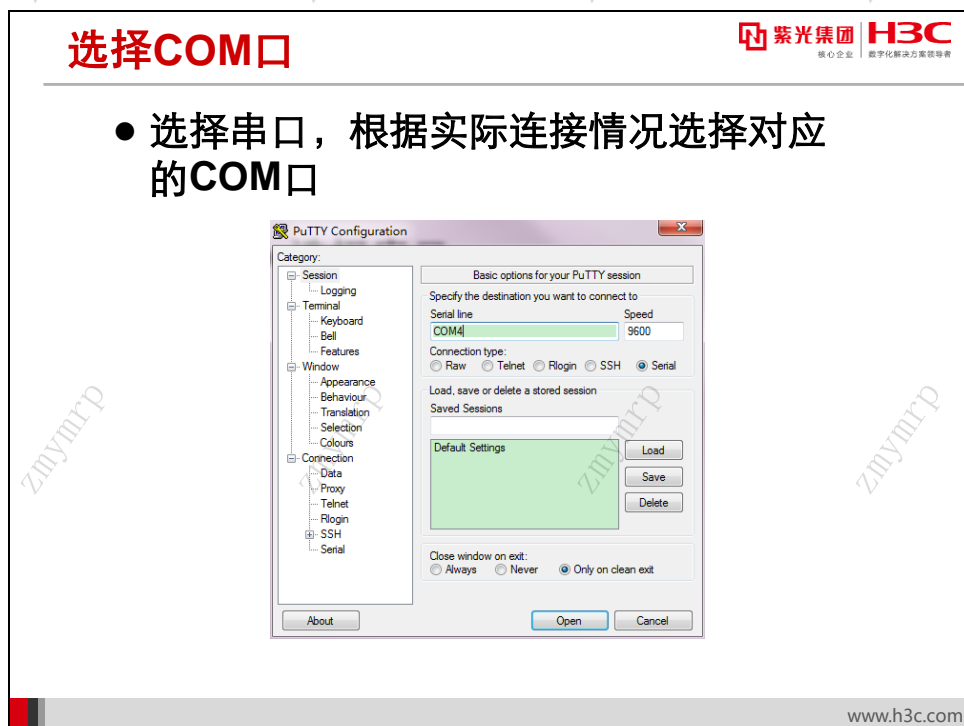 选择COM口
紫光集团
核心企业
H3C
数字化解决方案领导者
● 选择串口，根据实际连接情况选择对应
的COM口
PuTTY Configuration
Category:
Session
Logging
Terminal
Keyboard
Bell
Features
Window
Appearance
Behaviour
Translation
Selection
Colours
Connection
Data
Proxy
Telnet
Rlogin
SSH
Serial
Basic options for your PuTTY session
Specify the destination you want to connect to
Serial line Speed
COM4 9600
Connection type:
Raw Telnet Rlogin SSH Serial
Load, save or delete a stored session
Saved Sessions
Default Settings
Load
Save
Delete
Close window on exit:
Always Never Only on clean exit
About Open Cancel
zmymrp
zmymrp
zmymrp
zmymrp
www.h3c.com